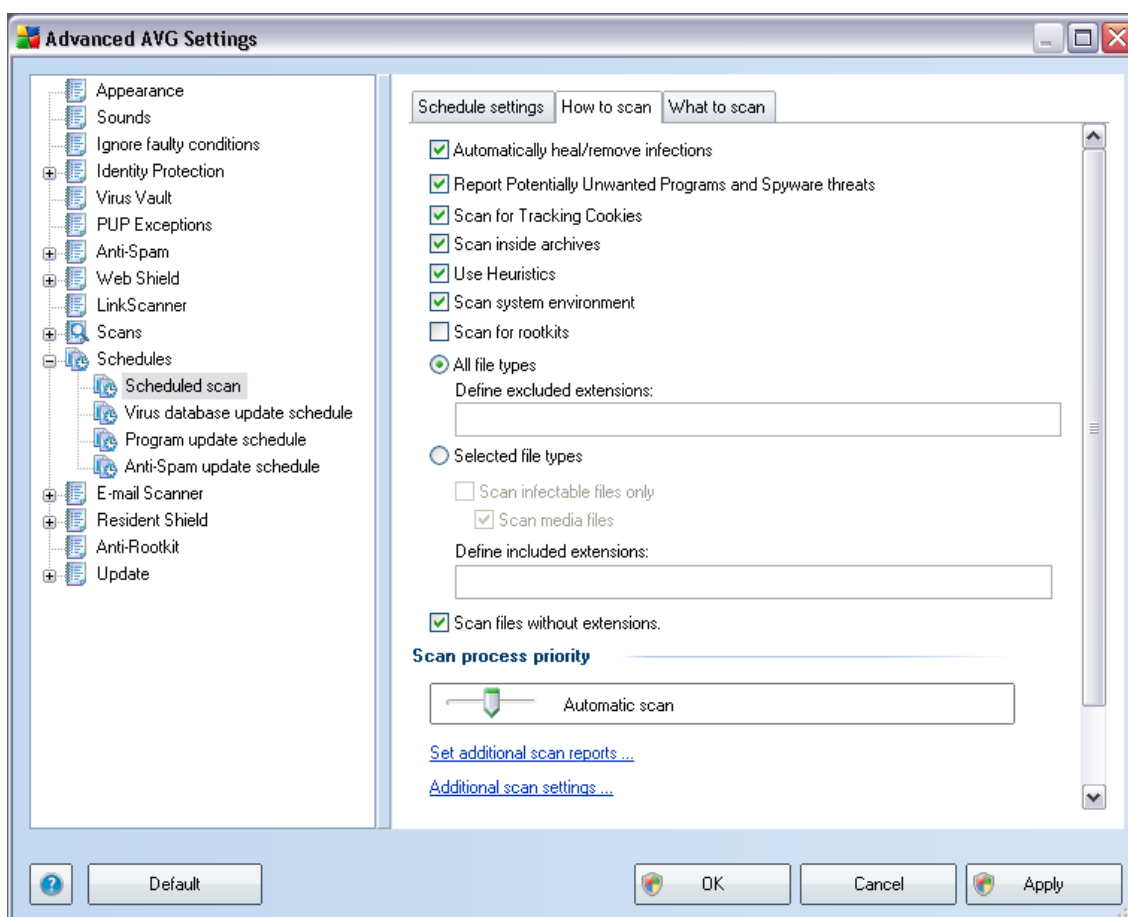 Advanced AVG Settings
Appearance
Sounds
Ignore faulty conditions
Identity Protection
Virus Vault
PUP Exceptions
Anti-Spam
Web Shield
LinkScanner
Scans
Schedules
Scheduled scan
Virus database update schedule
Program update schedule
Anti-Spam update schedule
E-mail Scanner
Resident Shield
Anti-Rootkit
Update
Schedule settings How to scan What to scan
Automatically heal/remove infections
Report Potentially Unwanted Programs and Spyware threats
Scan for Tracking Cookies
Scan inside archives
Use Heuristics
Scan system environment
Scan for rootkits
All file types
Define excluded extensions:
Selected file types
Scan infectable files only
Scan media files
Define included extensions:
Scan files without extensions.
Scan process priority
Automatic scan
Set additional scan reports ...
Additional scan settings ...
? Default OK Cancel Apply